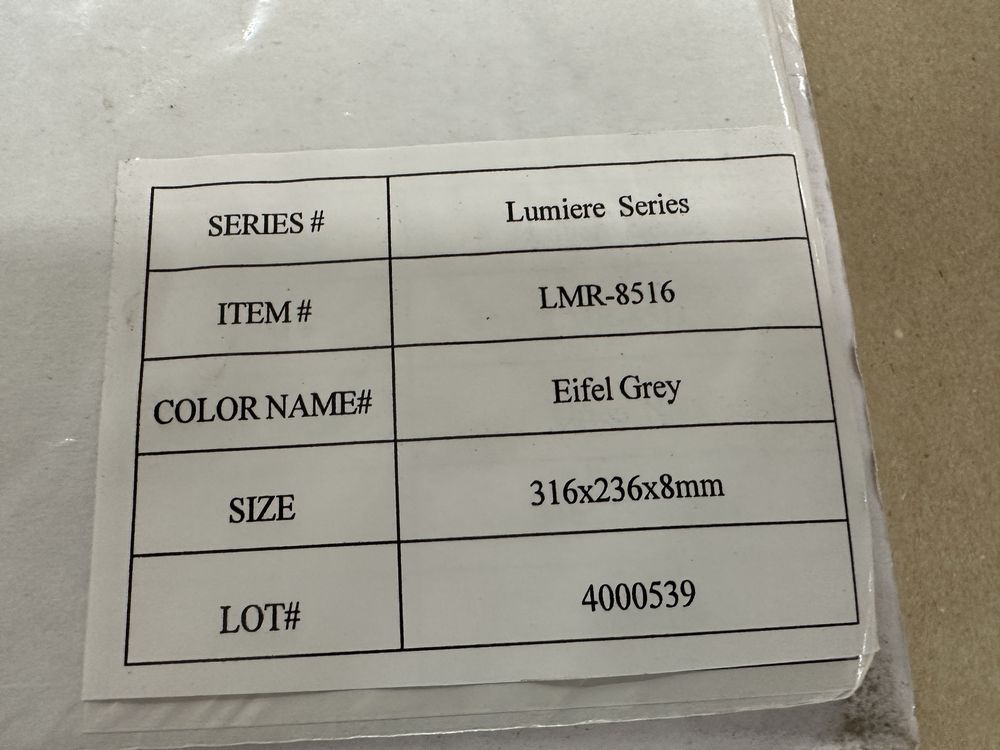 SERIES # Lumiere Series
ITEM # LMR-8516
COLOR NAME# Eifel Grey
SIZE 316x236x8mm
LOT# 4000539